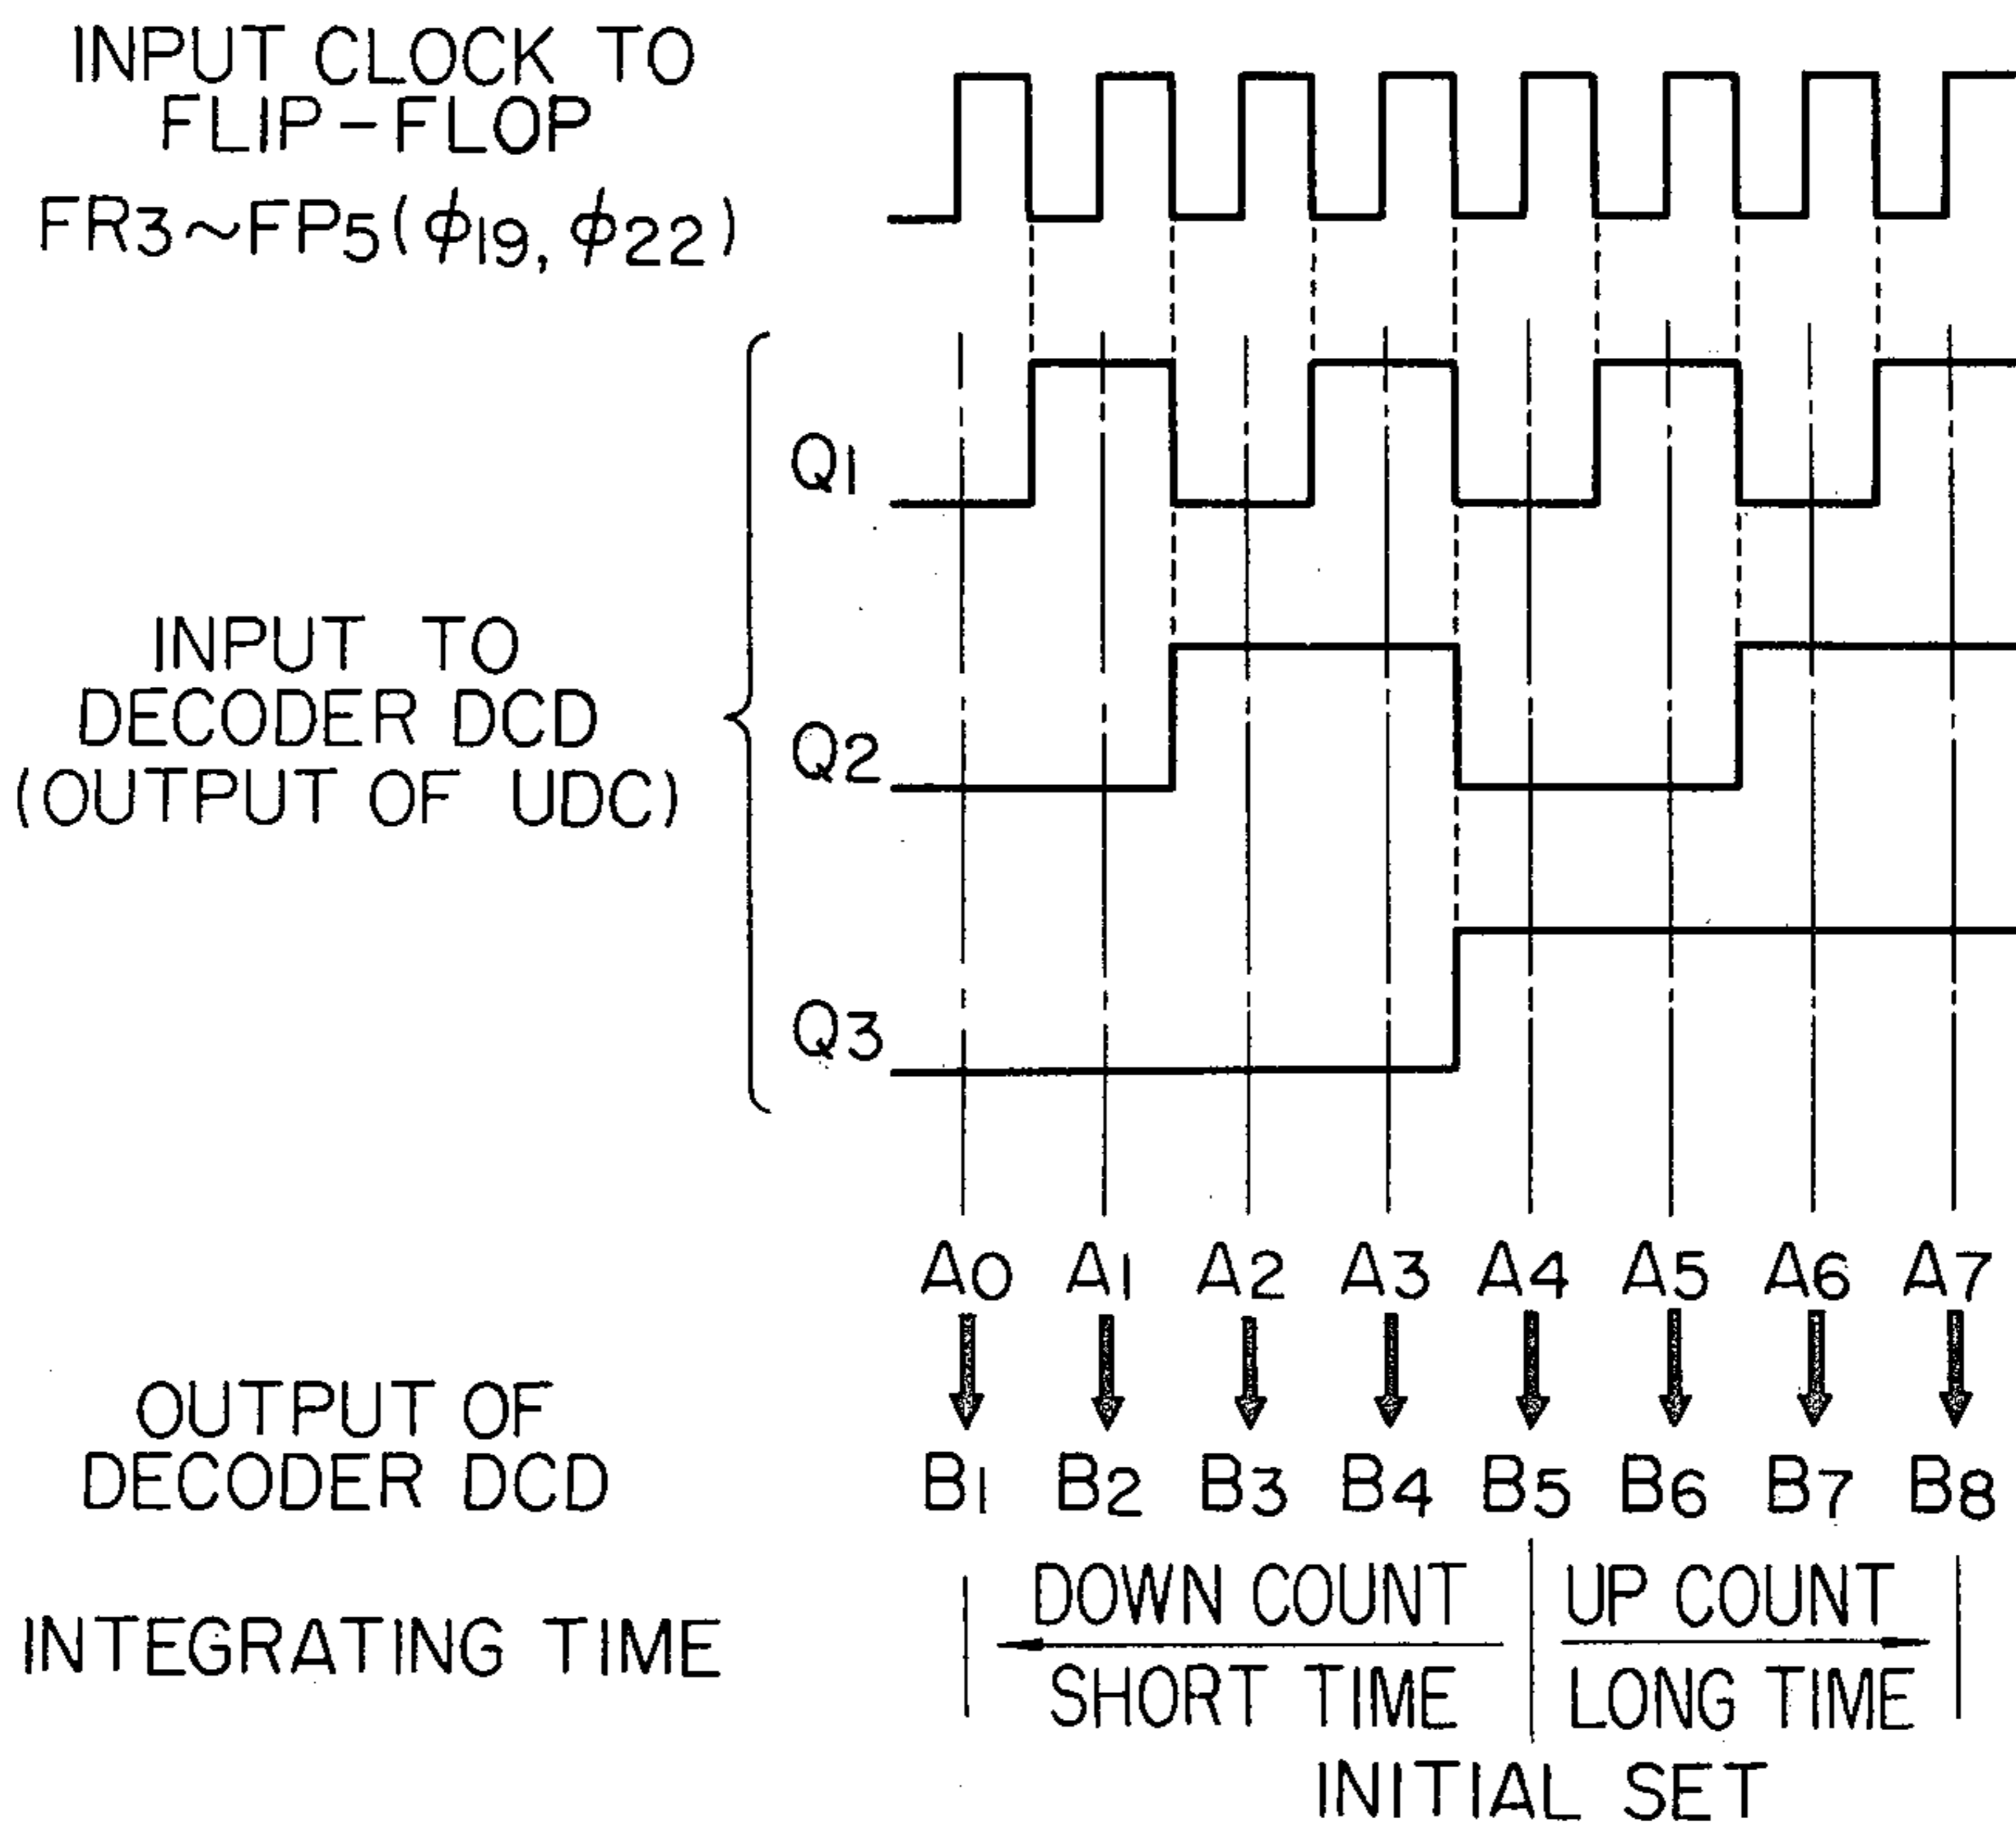 INPUT CLOCK TO
FLIP-FLOP
FR3~FP5(ϕ19, ϕ22)
Q1
INPUT TO
DECODER DCD
(OUTPUT OF UDC)
Q2
Q3
A0 A1 A2 A3 A4 A5 A6 A7
OUTPUT OF
DECODER DCD
B1 B2 B3 B4 B5 B6 B7 B8
INTEGRATING TIME
DOWN COUNT UP COUNT
SHORT TIME LONG TIME
INITIAL SET